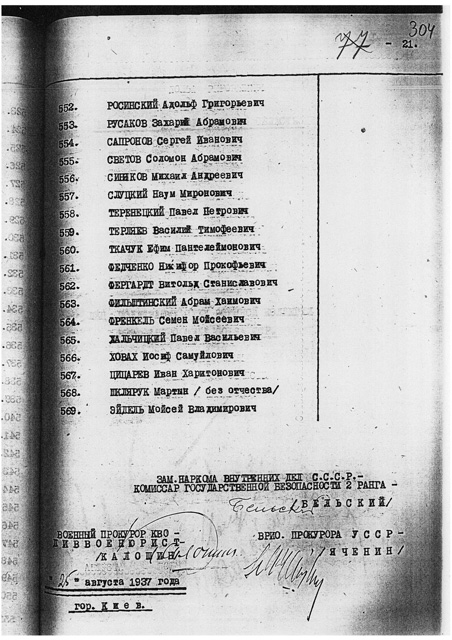 304
77 - 21.
552. РОСИНСКИЙ Адольф Григорьевич
553. РУСАКОВ Захарий Абрамович
554. САПРОНОВ Сергей Иванович
555. СВЕТОВ Соломон Абрамович
556. СИНЯКОВ Михаил Андреевич
557. СЛУЦКИЙ Наум Миронович
558. ТЕРЕНЕЦКИЙ Павел Петрович
559. ТЕРЛЯЕВ Василий Тимофеевич
560. ТКАЧУК Ефим Пантелеймонович
561. ФЕДЧЕНКО Никифор Прокофьевич
562. ФЕРГАРДТ Витольд Станиславович
563. ФИЛЬШТИНСКИЙ Абрам Хаимович
564. ФРЕНКЕЛЬ Семен Мойсеевич
565. ХАЛЬЧИЦКИЙ Павел Васильевич
566. ХОВАХ Иосиф Самуйлович
567. ЦИЦАРЕВ Иван Харитонович
568. ШКЛЯРУК Мартын / без отчества/
569. ЭЙДЕЛЬ Мойсей Владимирович
ЗАМ. НАРКОМА ВНУТРЕННИХ ДЕЛ С.С.С.Р.-
КОМИССАР ГОСУДАРСТВЕННОЙ БЕЗОПАСНОСТИ 2 РАНГА -
Бельский БЕЛЬСКИЙ/
ВОЕННЫЙ ПРОКУРОР КВО - ВРИО. ПРОКУРОРА УССР-
ДИВВОЕНЮРИСТ-
/КАЛОШИН/ ЯЧЕНИН/
"25" августа 1937 года
гор. Киев.